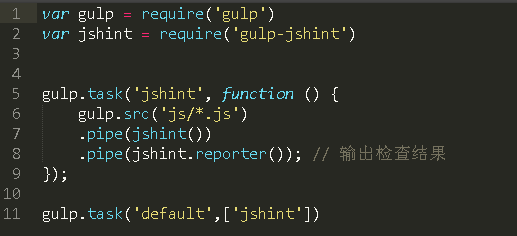 1 var gulp = require('gulp')
2 var jshint = require('gulp-jshint')
3
4
5 gulp.task('jshint', function () {
6     gulp.src('js/*.js')
7     .pipe(jshint())
8     .pipe(jshint.reporter()); // 输出检查结果
9 });
10
11 gulp.task('default',['jshint'])